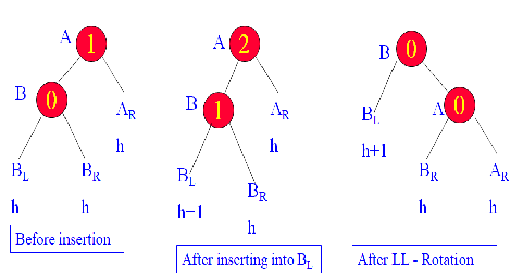 A 1
B 0
A_R
h
B_L B_R
h h
Before insertion
A 2
B 1
A_R
h
B_L
B_R
h+1
h
After inserting into B_L
B 0
A 0
B_L
h+1
B_R A_R
h h
After LL - Rotation